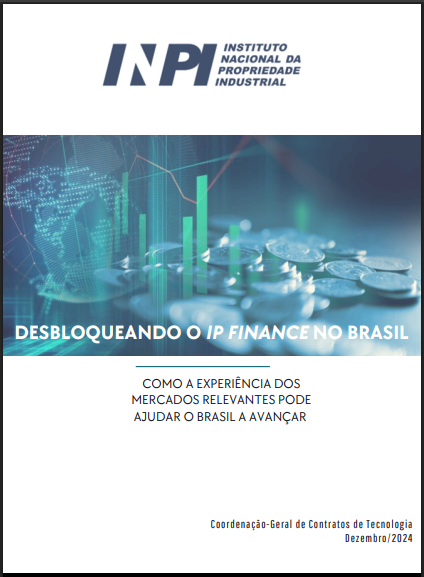 INPI
INSTITUTO
NACIONAL DA
PROPRIEDADE
INDUSTRIAL
DESBLOQUEANDO O IP FINANCE NO BRASIL
COMO A EXPERIÊNCIA DOS
MERCADOS RELEVANTES PODE
AJUDAR O BRASIL A AVANÇAR
Coordenação-Geral de Contratos de Tecnologia
Dezembro/2024